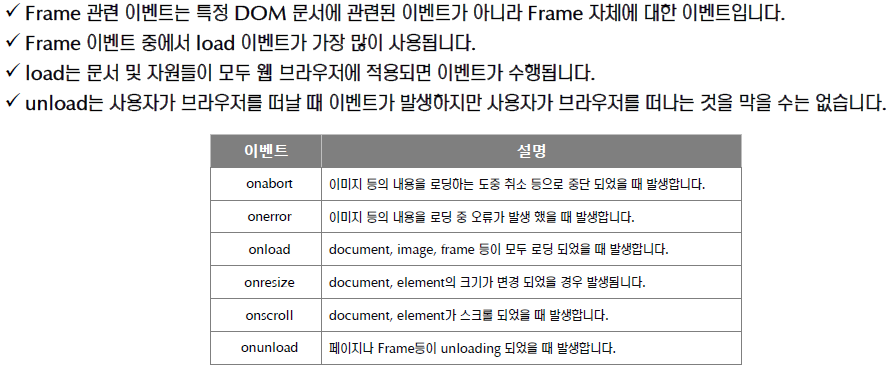 ✓ Frame 관련 이벤트는 특정 DOM 문서에 관련된 이벤트가 아니라 Frame 자체에 대한 이벤트입니다.
✓ Frame 이벤트 중에서 load 이벤트가 가장 많이 사용됩니다.
✓ load는 문서 및 자원들이 모두 웹 브라우저에 적용되면 이벤트가 수행됩니다.
✓ unload는 사용자가 브라우저를 떠날 때 이벤트가 발생하지만 사용자가 브라우저를 떠나는 것을 막을 수는 없습니다.
이벤트 설명
onabort 이미지 등의 내용을 로딩하는 도중 취소 등으로 중단 되었을 때 발생합니다.
onerror 이미지 등의 내용을 로딩 중 오류가 발생 했을 때 발생합니다.
onload document, image, frame 등이 모두 로딩 되었을 때 발생합니다.
onresize document, element의 크기가 변경 되었을 경우 발생됩니다.
onscroll document, element가 스크롤 되었을 때 발생합니다.
onunload 페이지나 Frame등이 unloading 되었을 때 발생합니다.